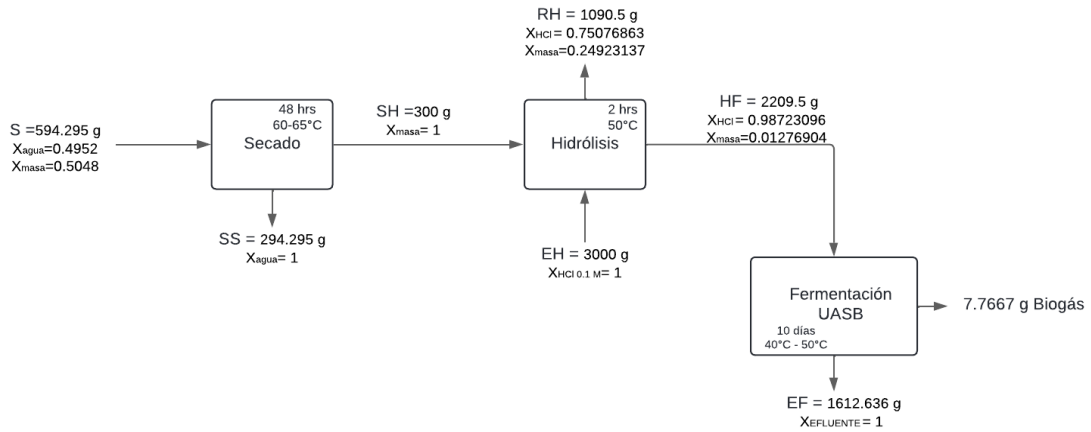 S =594.295 g
Xagua=0.4952
Xmasa=0.5048
48 hrs
60-65°C
Secado
SS = 294.295 g
Xagua= 1
SH =300 g
Xmasa= 1
RH = 1090.5 g
XHCl = 0.75076863
Xmasa=0.24923137
2 hrs
50°C
Hidrólisis
EH = 3000 g
XHCl 0.1 M= 1
HF = 2209.5 g
XHCl = 0.98723096
Xmasa=0.01276904
Fermentación
UASB
10 días
40°C - 50°C
7.7667 g Biogás
EF = 1612.636 g
XEFLUENTE = 1